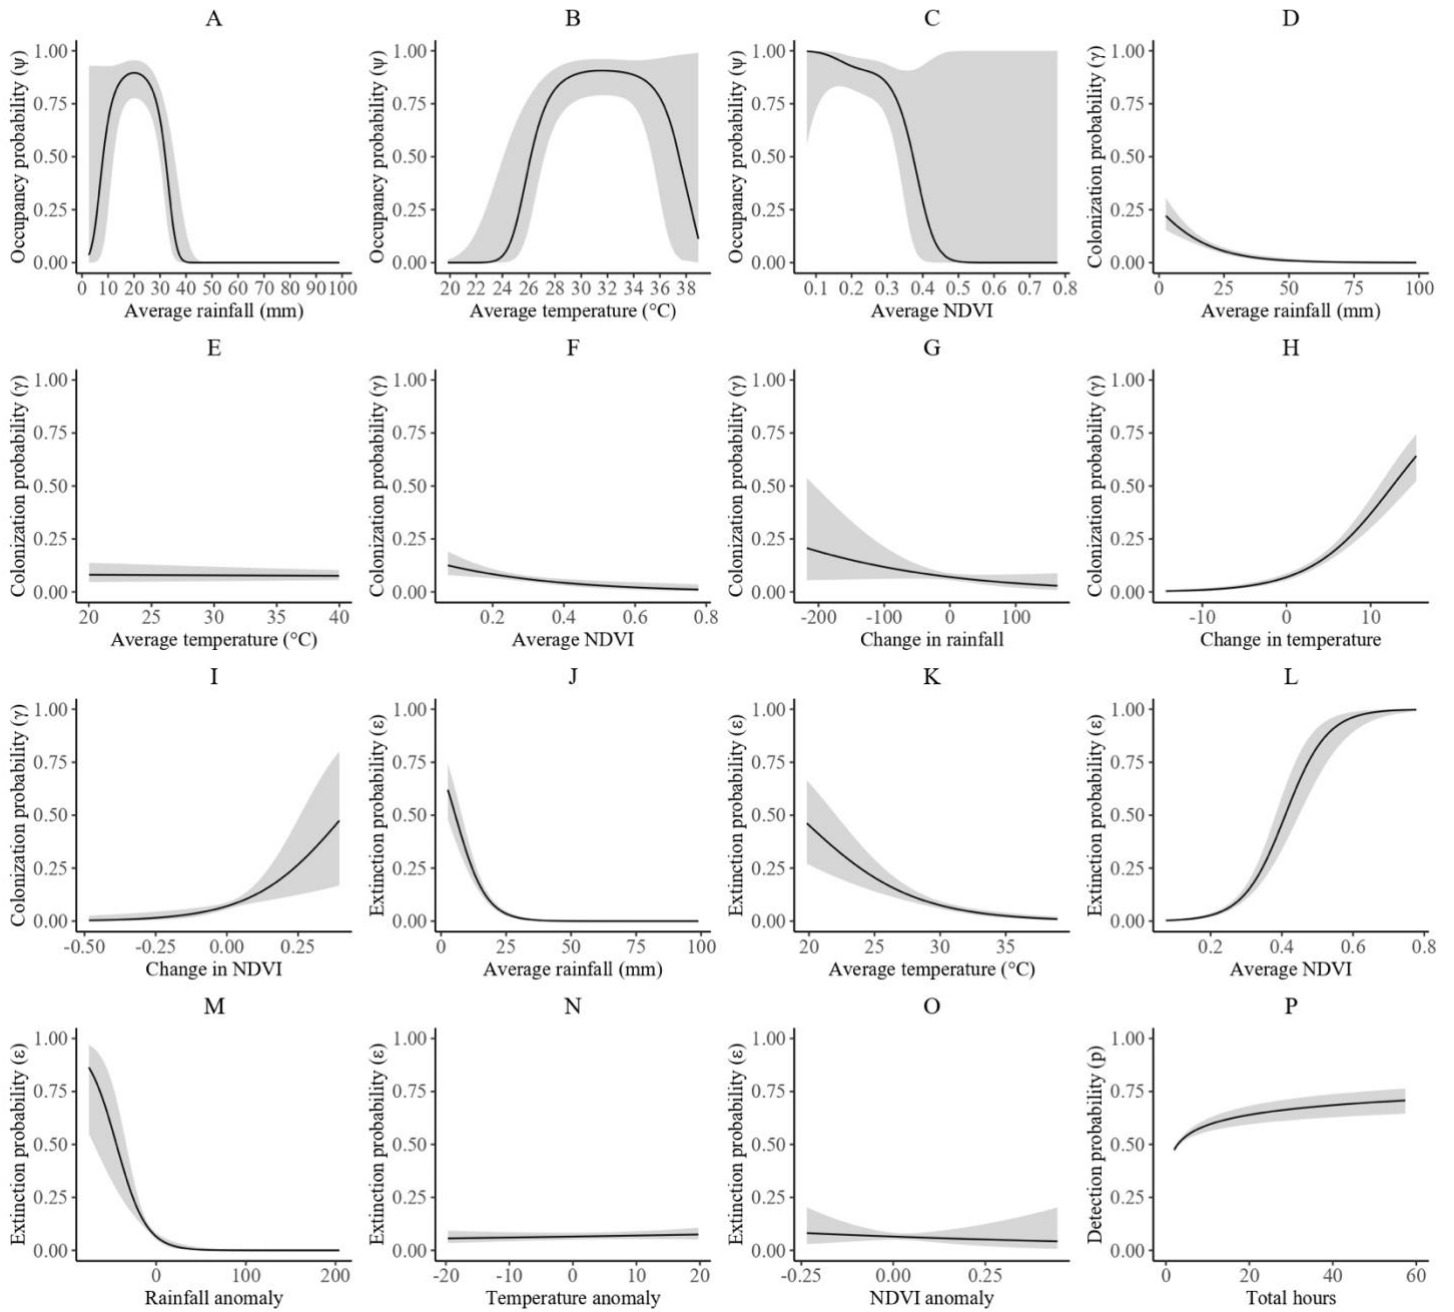 A
Occupancy probability (ψ)
1.00
0.75
0.50
0.25
0.00
0 10 20 30 40 50 60 70 80 90 100
Average rainfall (mm)
B
Occupancy probability (ψ)
1.00
0.75
0.50
0.25
0.00
20 22 24 26 28 30 32 34 36 38
Average temperature (°C)
C
Occupancy probability (ψ)
1.00
0.75
0.50
0.25
0.00
0.1 0.2 0.3 0.4 0.5 0.6 0.7 0.8
Average NDVI
D
Colonization probability (γ)
1.00
0.75
0.50
0.25
0.00
0 25 50 75 100
Average rainfall (mm)
E
Colonization probability (γ)
1.00
0.75
0.50
0.25
0.00
20 25 30 35 40
Average temperature (°C)
F
Colonization probability (γ)
1.00
0.75
0.50
0.25
0.00
0.2 0.4 0.6 0.8
Average NDVI
G
Colonization probability (γ)
1.00
0.75
0.50
0.25
0.00
-200 -100 0 100
Change in rainfall
H
Colonization probability (γ)
1.00
0.75
0.50
0.25
0.00
-10 0 10
Change in temperature
I
Colonization probability (γ)
1.00
0.75
0.50
0.25
0.00
-0.50 -0.25 0.00 0.25
Change in NDVI
J
Extinction probability (ε)
1.00
0.75
0.50
0.25
0.00
0 25 50 75 100
Average rainfall (mm)
K
Extinction probability (ε)
1.00
0.75
0.50
0.25
0.00
20 25 30 35
Average temperature (°C)
L
Extinction probability (ε)
1.00
0.75
0.50
0.25
0.00
0.2 0.4 0.6 0.8
Average NDVI
M
Extinction probability (ε)
1.00
0.75
0.50
0.25
0.00
0 100 200
Rainfall anomaly
N
Extinction probability (ε)
1.00
0.75
0.50
0.25
0.00
-20 -10 0 10 20
Temperature anomaly
O
Extinction probability (ε)
1.00
0.75
0.50
0.25
0.00
-0.25 0.00 0.25
NDVI anomaly
P
Detection probability (p)
1.00
0.75
0.50
0.25
0.00
0 20 40 60
Total hours